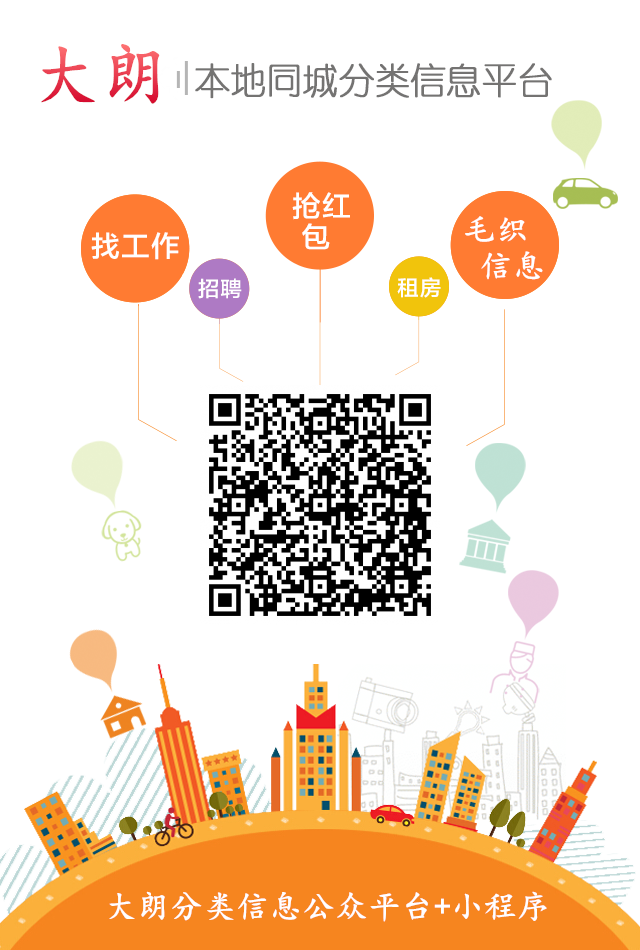 大朗 本地同城分类信息平台
找工作
抢红
包
毛织
信息
招聘
租房
大朗分类信息公众平台+小程序